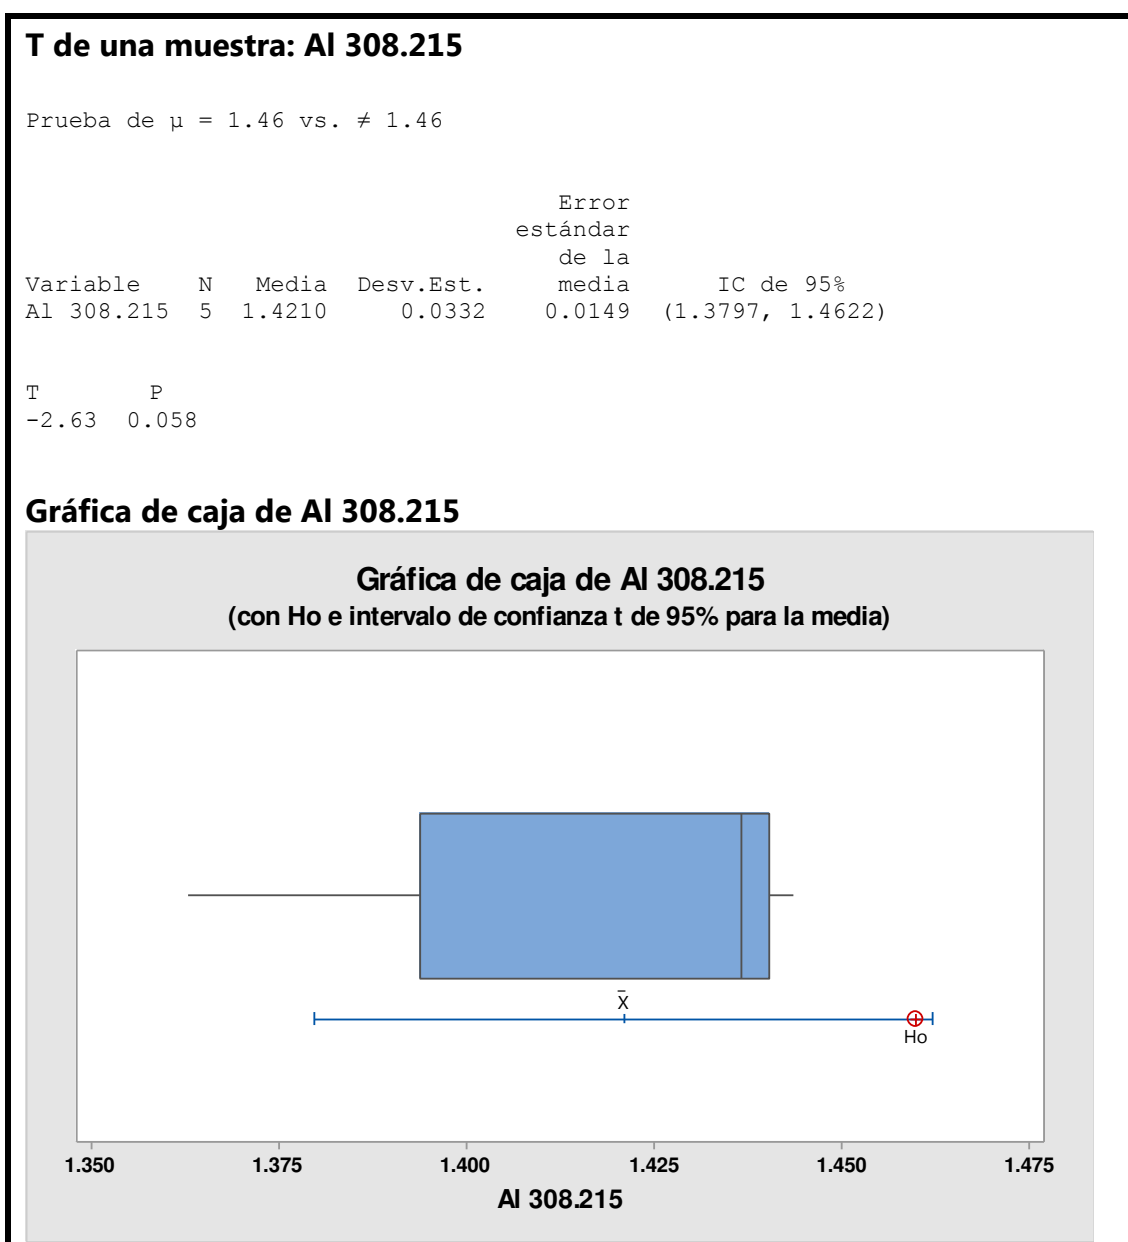 T de una muestra: Al 308.215
Prueba de μ = 1.46 vs. ≠ 1.46
Error
estándar
de la
Variable N Media Desv.Est. media IC de 95%
Al 308.215 5 1.4210 0.0332 0.0149 (1.3797, 1.4622)
T P
-2.63 0.058
Gráfica de caja de Al 308.215
Gráfica de caja de Al 308.215
(con Ho e intervalo de confianza t de 95% para la media)
X̄
Ho
1.350 1.375 1.400 1.425 1.450 1.475
Al 308.215